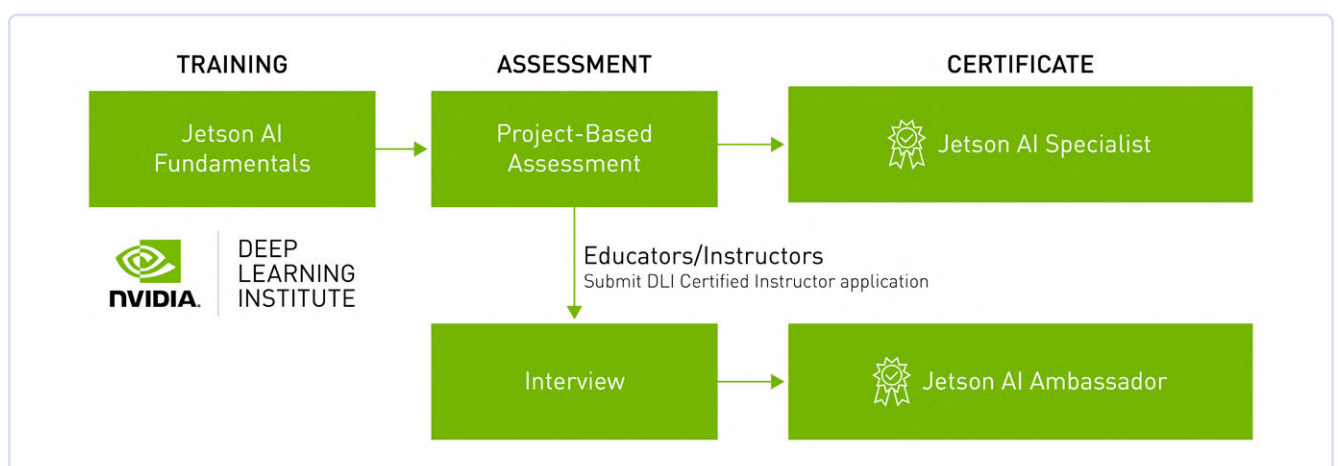 TRAINING
ASSESSMENT
CERTIFICATE
Jetson AI
Fundamentals
Project-Based
Assessment
Jetson AI Specialist
NVIDIA.
DEEP
LEARNING
INSTITUTE
Educators/Instructors
Submit DLI Certified Instructor application
Interview
Jetson AI Ambassador